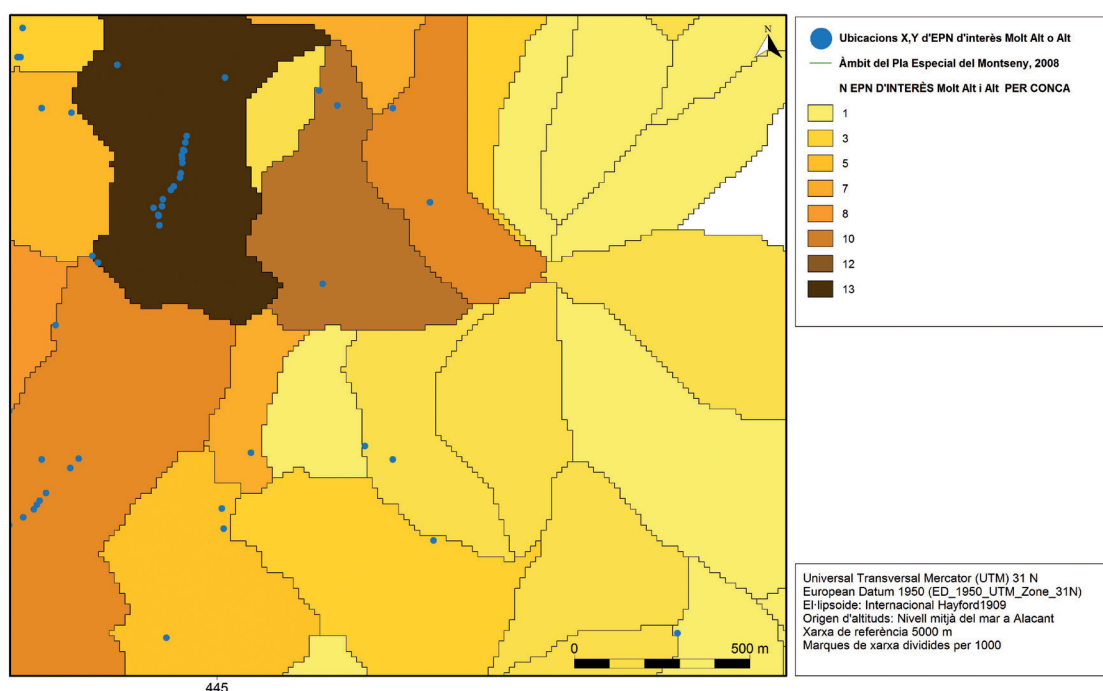 N
Ubicacions X,Y d'EPN d'interès Molt Alt o Alt
Àmbit del Pla Especial del Montseny, 2008
N EPN D'INTERÈS Molt Alt i Alt PER CONCA
1
3
5
7
8
10
12
13
Universal Transversal Mercator (UTM) 31 N
European Datum 1950 (ED_1950_UTM_Zone_31N)
El·lipsoide: Internacional Hayford1909
Origen d'altituds: Nivell mitjà del mar a Alacant
Xarxa de referència 5000 m
Marques de xarxa dividides per 1000
0 500 m
445